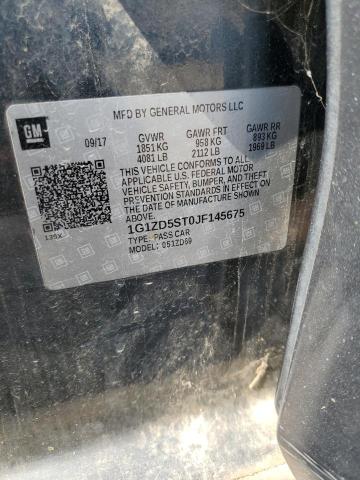 MFD BY GENERAL MOTORS LLC
GM
09/17 GVWR GAWR FRT GAWR RR
1851 KG 958 KG 893 KG
4081 LB 2112 LB 1969 LB
THIS VEHICLE CONFORMS TO ALL APPLICABLE
U.S. FEDERAL MOTOR
VEHICLE SAFETY, BUMPER, AND THEFT
PREVENTION STANDARDS IN EFFECT ON
THE DATE OF MANUFACTURE SHOWN
ABOVE.
1G1ZD5ST0JF145675
TYPE: PASS CAR
MODEL: 0S1ZD69
139X